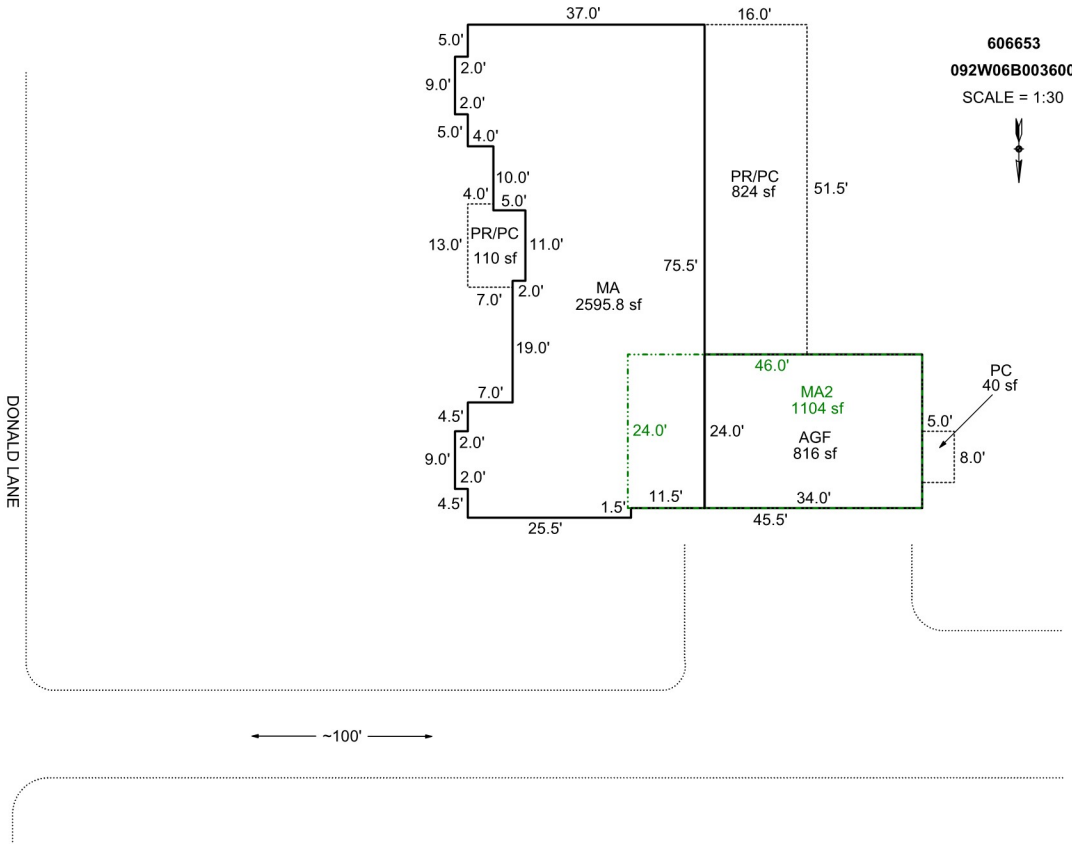 37.0'
16.0'
606653
092W06B003600
SCALE = 1:30
5.0'
2.0'
9.0'
2.0'
5.0'
4.0'
10.0'
4.0'
5.0'
PR/PC
824 sf
51.5'
PR/PC
110 sf
13.0'
11.0'
7.0'
2.0'
75.5'
MA
2595.8 sf
19.0'
7.0'
46.0'
MA2
1104 sf
PC
40 sf
DONALD LANE
4.5'
2.0'
9.0'
2.0'
4.5'
24.0'
24.0'
AGF
816 sf
5.0'
8.0'
1.5'
11.5'
34.0'
25.5'
45.5'
~100'